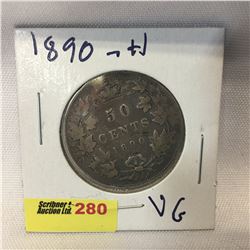 1890 - H
50
CENTS
1890
Scribner's
Auction Ltd. 280
VG